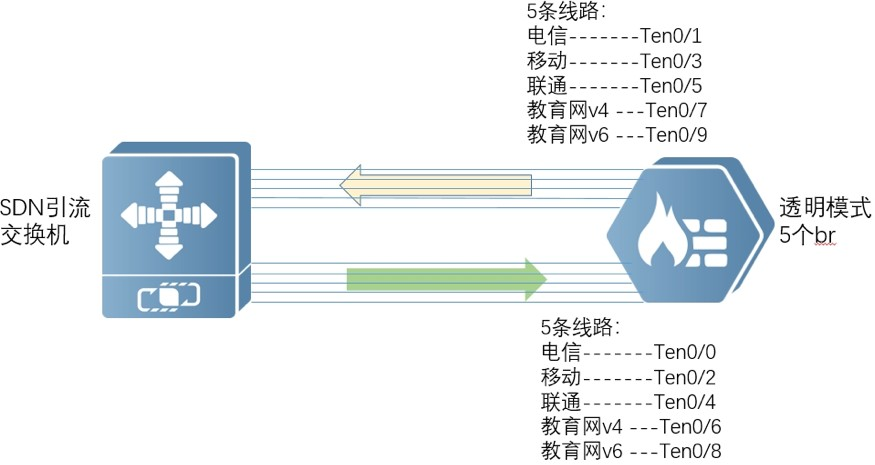 5条线路：
电信-------Ten0/1
移动-------Ten0/3
联通-------Ten0/5
教育网v4 ---Ten0/7
教育网v6 ---Ten0/9
SDN引流
交换机
透明模式
5个br
5条线路：
电信-------Ten0/0
移动-------Ten0/2
联通-------Ten0/4
教育网v4 ---Ten0/6
教育网v6 ---Ten0/8